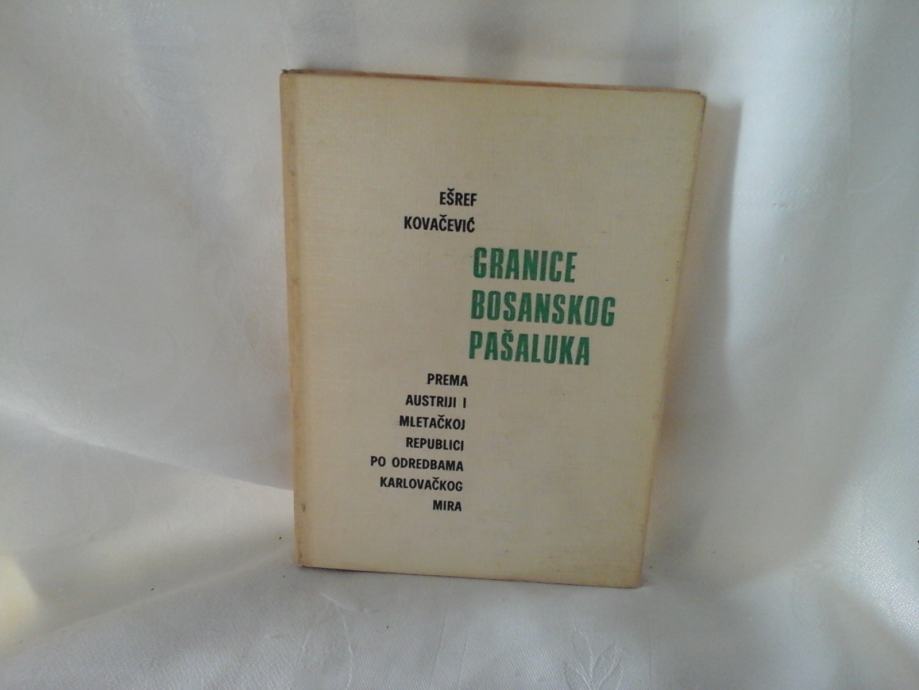 EŠREF
KOVAČEVIĆ
GRANICE
BOSANSKOG
PAŠALUKA
PREMA
AUSTRIJI I
MLETAČKOJ
REPUBLICI
PO ODREDBAMA
KARLOVAČKOG
MIRA